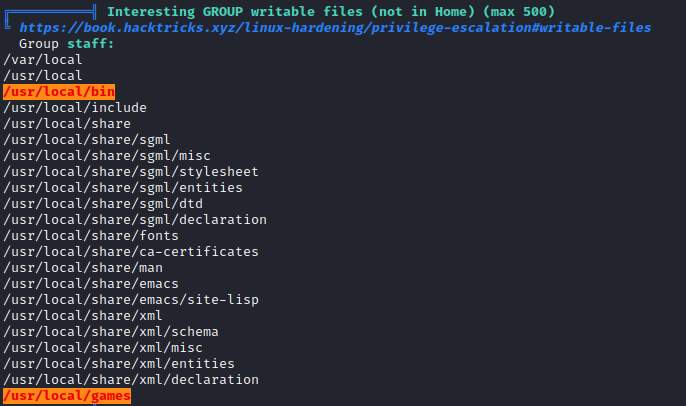 ╔══════════╣ Interesting GROUP writable files (not in Home) (max 500)
╚ https://book.hacktricks.xyz/linux-hardening/privilege-escalation#writable-files
  Group staff:
/var/local
/usr/local
/usr/local/bin
/usr/local/include
/usr/local/share
/usr/local/share/sgml
/usr/local/share/sgml/misc
/usr/local/share/sgml/stylesheet
/usr/local/share/sgml/entities
/usr/local/share/sgml/dtd
/usr/local/share/sgml/declaration
/usr/local/share/fonts
/usr/local/share/ca-certificates
/usr/local/share/man
/usr/local/share/emacs
/usr/local/share/emacs/site-lisp
/usr/local/share/xml
/usr/local/share/xml/schema
/usr/local/share/xml/misc
/usr/local/share/xml/entities
/usr/local/share/xml/declaration
/usr/local/games